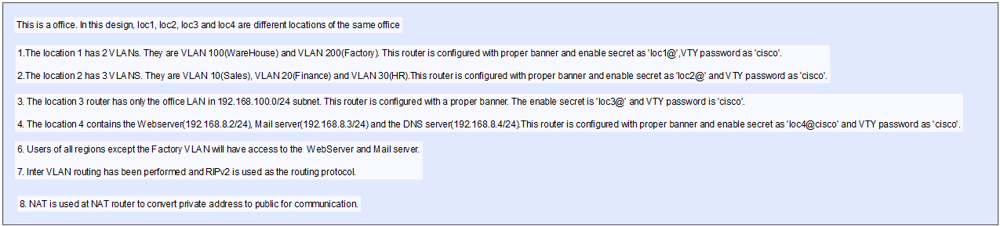 This is a office. In this design, loc1, loc2, loc3 and loc4 are different locations of the same office
1.The location 1 has 2 VLANs. They are VLAN 100(WareHouse) and VLAN 200(Factory). This router is configured with proper banner and enable secret as 'loc1@',VTY password as 'cisco'.
2.The location 2 has 3 VLANS. They are VLAN 10(Sales), VLAN 20(Finance) and VLAN 30(HR).This router is configured with proper banner and enable secret as 'loc2@' and VTY password as 'cisco'.
3. The location 3 router has only the office LAN in 192.168.100.0/24 subnet. This router is configured with a proper banner. The enable secret is 'loc3@' and VTY password is 'cisco'.
4. The location 4 contains the Webserver(192.168.8.2/24), Mail server(192.168.8.3/24) and the DNS server(192.168.8.4/24).This router is configured with proper banner and enable secret as 'loc4@cisco' and VTY password as 'cisco'.
6. Users of all regions except the Factory VLAN will have access to the WebServer and Mail server.
7. Inter VLAN routing has been performed and RIPv2 is used as the routing protocol.
8. NAT is used at NAT router to convert private address to public for communication.